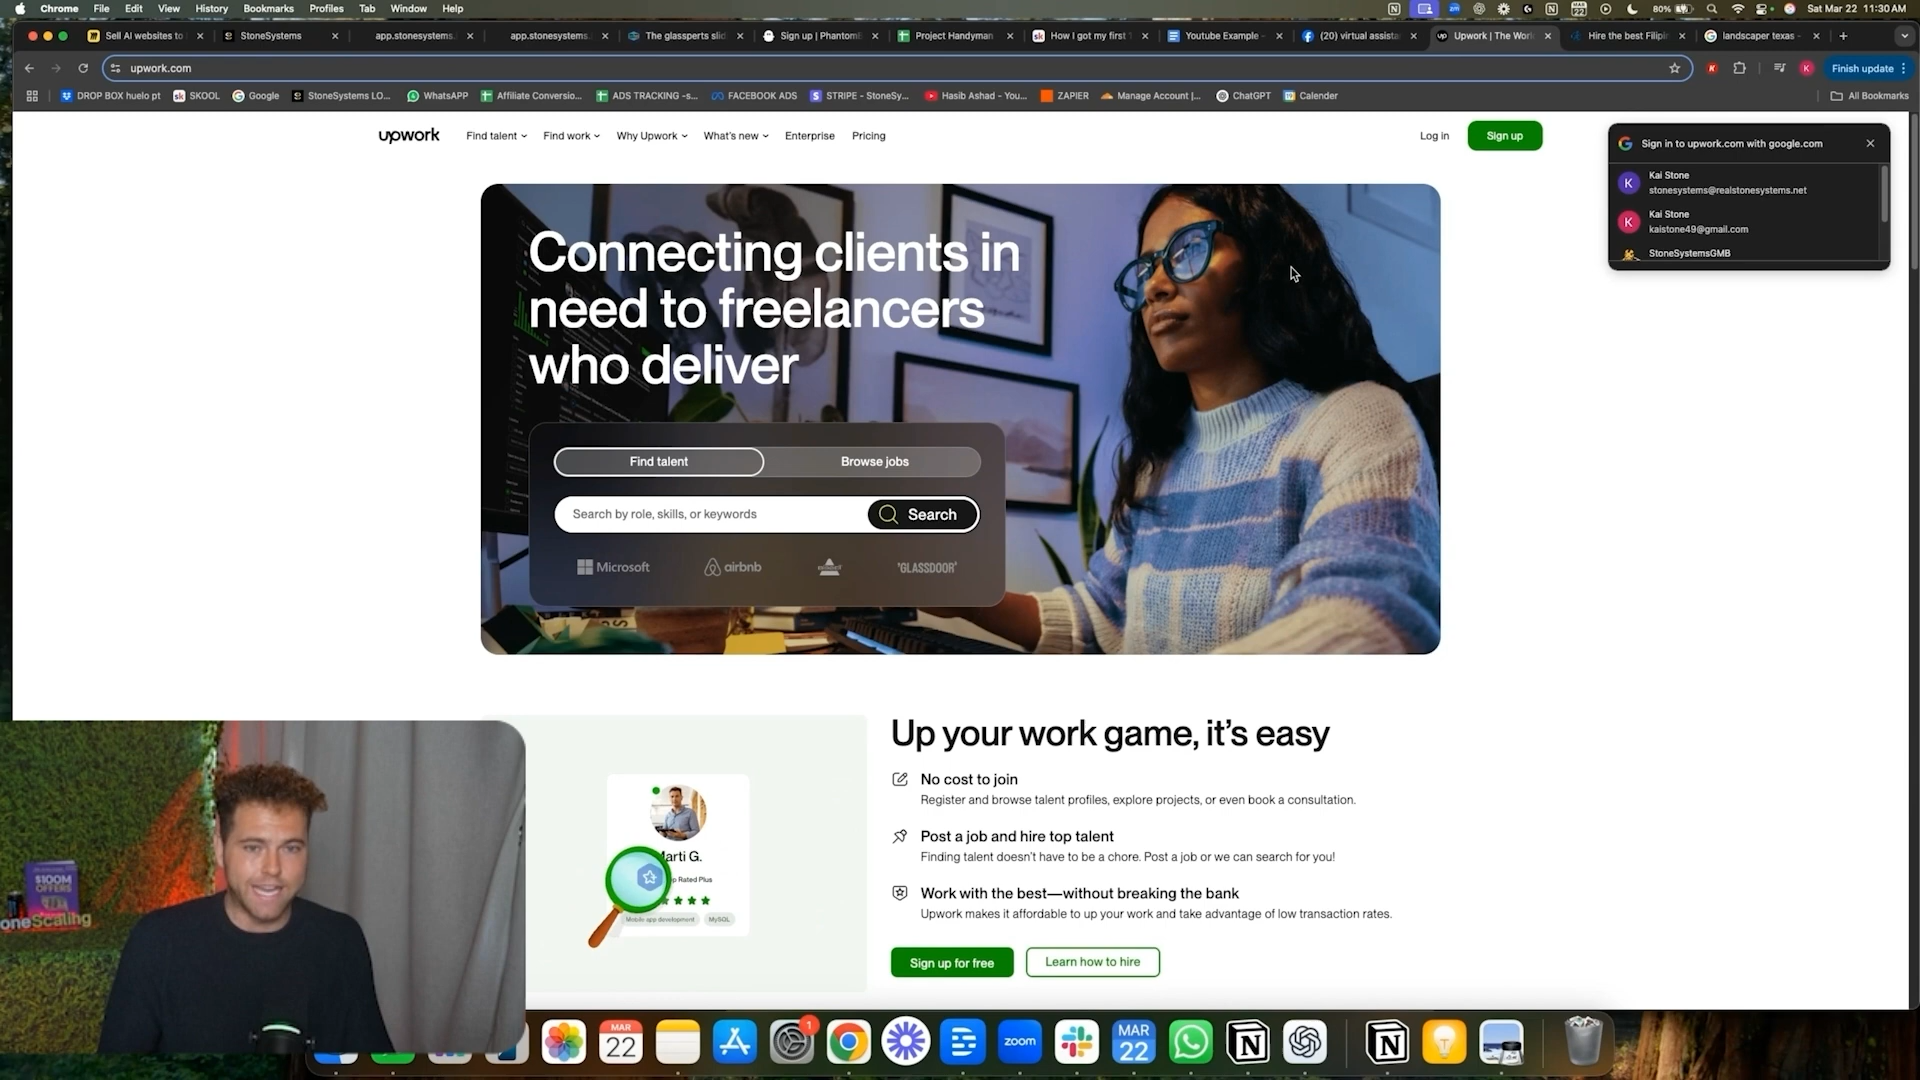 Chrome File Edit View History Bookmarks Profiles Tab Window Help
80% Sat Mar 22 11:30 AM
Sell AI websites to
StoneSystems
app.stonesystems.
app.stonesystems.
The glassperts slid
Sign up | Phantom
Project Handyman
How I got my first
Youtube Example -
(20) virtual assista
Upwork | The Worl
Hire the best Filipi
landscaper texas -
upwork.com
Finish update
DROP BOX huelo pt
SKOOL
Google
StoneSystems LO...
WhatsAPP
Affiliate Conversio...
ADS TRACKING -s...
FACEBOOK ADS
STRIPE - StoneSy...
Hasib Ashad - You...
ZAPIER
Manage Account |...
ChatGPT
Calender
All Bookmarks
upwork
Find talent
Find work
Why Upwork
What's new
Enterprise
Pricing
Log in
Sign up
Sign in to upwork.com with google.com
Kai Stone
stonesystems@realstonesystems.net
Kai Stone
kaistone49@gmail.com
StoneSystemsGMB
Connecting clients in
need to freelancers
who deliver
Find talent
Browse jobs
Search by role, skills, or keywords
Search
Microsoft
airbnb
GLASSDOOR
Up your work game, it's easy
No cost to join
Register and browse talent profiles, explore projects, or even book a consultation.
Post a job and hire top talent
Finding talent doesn't have to be a chore. Post a job or we can search for you!
Work with the best—without breaking the bank
Upwork makes it affordable to up your work and take advantage of low transaction rates.
Sign up for free
Learn how to hire
arti G.
p Rated Plus
Mobile app development
MySQL
$100M
OFFERS
oneScaling
MAR
22
1
zoom
MAR
22